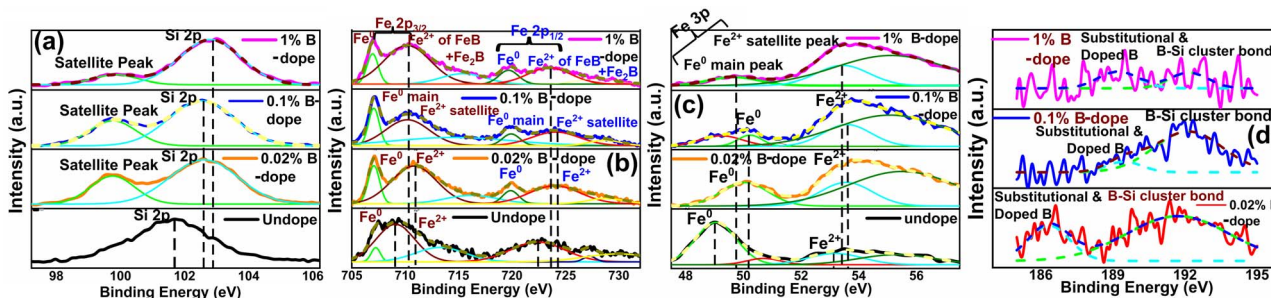 (a)
Si 2p
1% B
-dope
Satellite Peak
Si 2p
0.1% B-
dope
Satellite Peak
Si 2p
0.02% B
-dope
Satellite Peak
Si 2p
Undope
Intensity (a.u.)
98 100 102 104 106
Binding Energy (eV)
Fe 2p3/2
Fe 2p1/2
Fe0
Fe2+ of FeB
+Fe2B
1% B
-dope
Fe0
Fe2+ of FeB
+Fe2B
Fe0 main
Fe2+ satellite
0.1% B-dope
Fe0 main
Fe2+ satellite
(b)
Fe0
Fe2+
0.02% B
-dope
Fe0
Fe2+
Fe0
Fe2+
Undope
Intensity (a.u.)
705 710 715 720 725 730
Binding Energy (eV)
Fe 3p
Fe2+ satellite peak
1% B-dope
Fe0 main peak
(c)
Fe0
Fe2+
0.1% B
-dope
0.02% B-dope
Fe0
Fe2+
Fe0
Fe2+
undope
Intensity (a.u.)
48 50 52 54 56
Binding Energy (eV)
1% B
-dope
Substitutional &
Doped B
B-Si cluster bond
0.1% B-dope
B-Si cluster bond
Substitutional &
Doped B
(d)
Substitutional &
Doped B
B-Si cluster bond
0.02% B
-dope
Intensity (a.u.)
186 189 192 195
Binding Energy (eV)